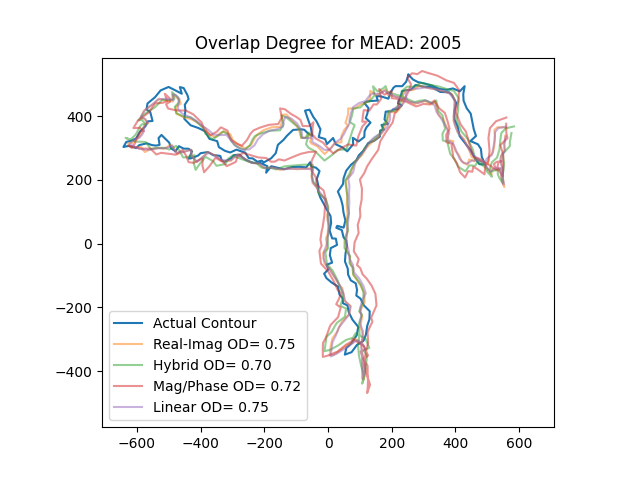 Overlap Degree for MEAD: 2005
400
200
0
−200
−400
Actual Contour
Real-Imag OD= 0.75
Hybrid OD= 0.70
Mag/Phase OD= 0.72
Linear OD= 0.75
−600 −400 −200 0 200 400 600